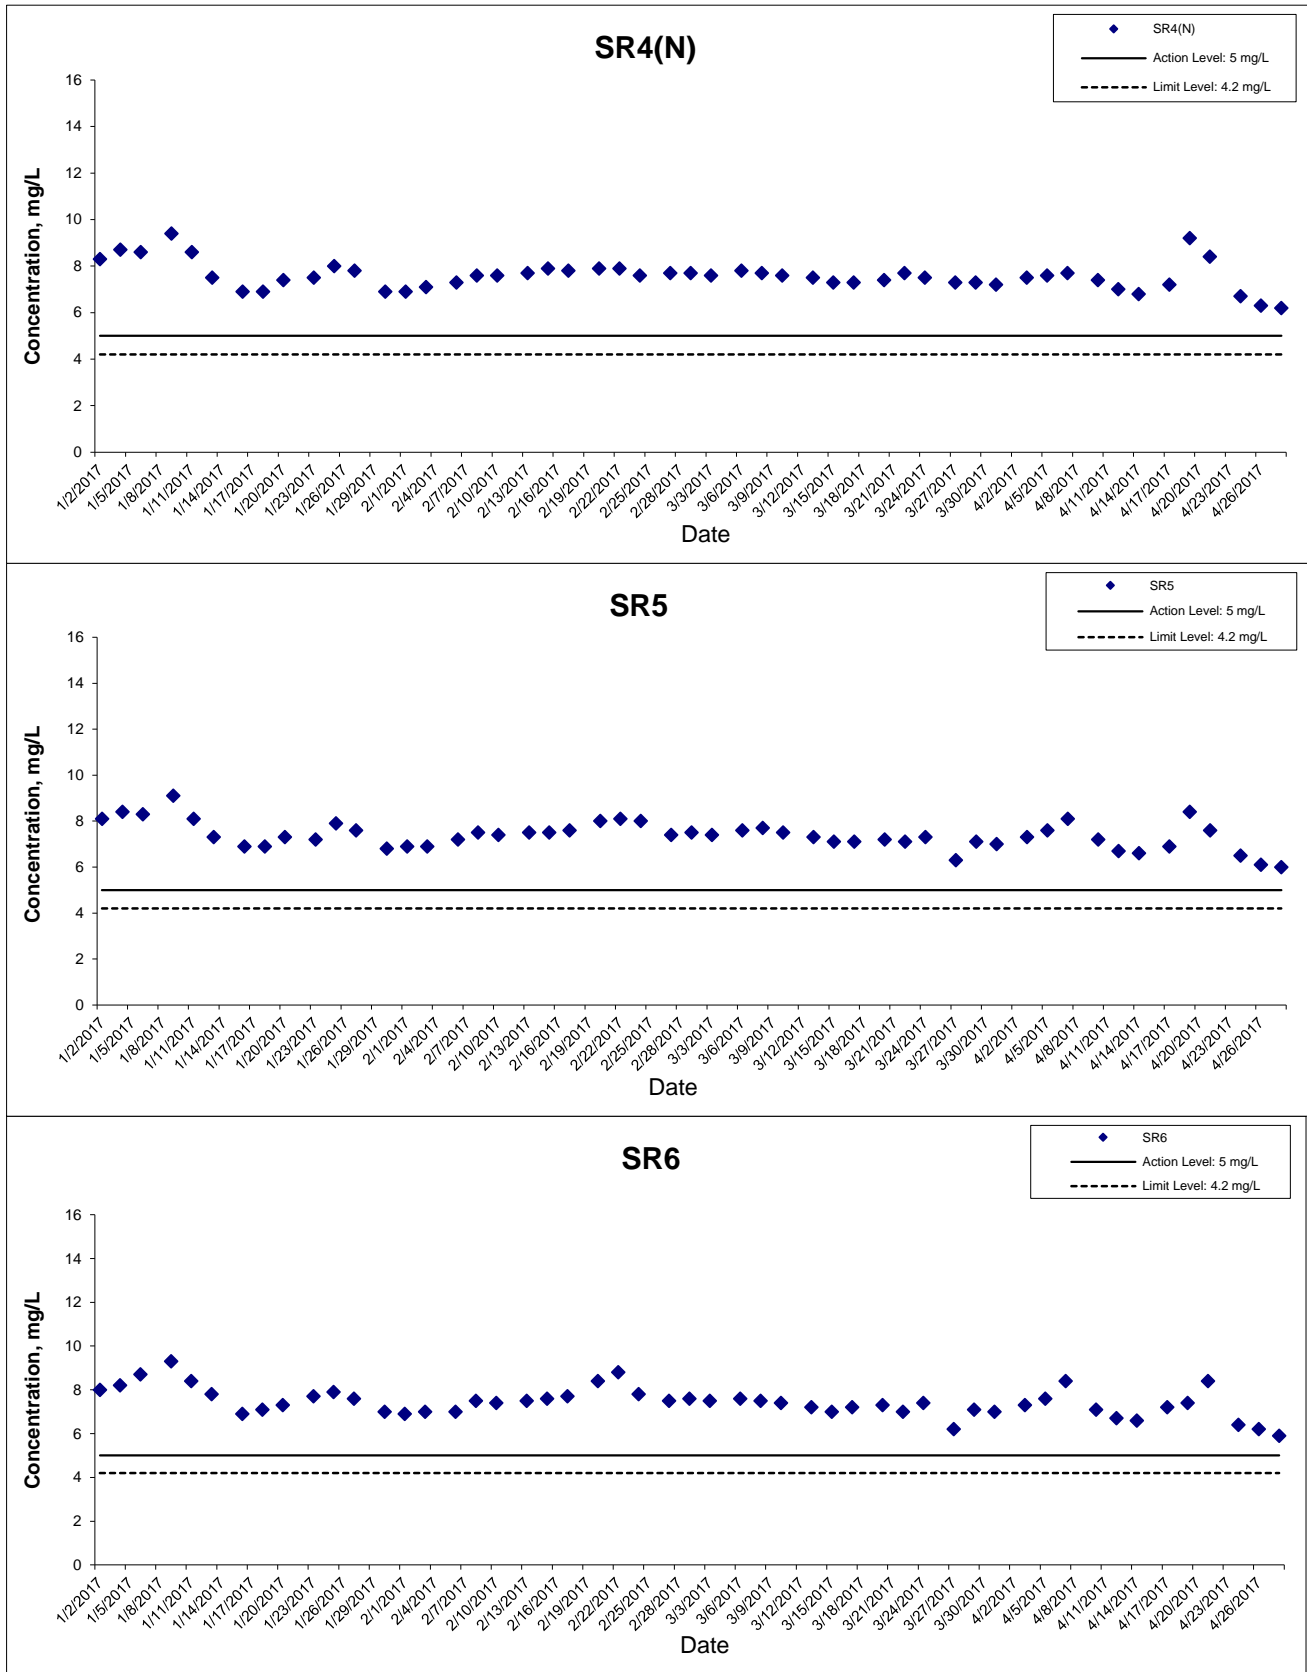 SR4(N)
SR4(N)
Action Level: 5 mg/L
Limit Level: 4.2 mg/L
Concentration, mg/L
16
14
12
10
8
6
4
2
0
1/2/2017 1/5/2017 1/8/2017 1/11/2017 1/14/2017 1/17/2017 1/20/2017 1/23/2017 1/26/2017 1/29/2017 2/1/2017 2/4/2017 2/7/2017 2/10/2017 2/13/2017 2/16/2017 2/19/2017 2/22/2017 2/25/2017 2/28/2017 3/3/2017 3/6/2017 3/9/2017 3/12/2017 3/15/2017 3/18/2017 3/21/2017 3/24/2017 3/27/2017 3/30/2017 4/2/2017 4/5/2017 4/8/2017 4/11/2017 4/14/2017 4/17/2017 4/20/2017 4/23/2017 4/26/2017
Date
SR5
SR5
Action Level: 5 mg/L
Limit Level: 4.2 mg/L
Concentration, mg/L
16
14
12
10
8
6
4
2
0
1/2/2017 1/5/2017 1/8/2017 1/11/2017 1/14/2017 1/17/2017 1/20/2017 1/23/2017 1/26/2017 1/29/2017 2/1/2017 2/4/2017 2/7/2017 2/10/2017 2/13/2017 2/16/2017 2/19/2017 2/22/2017 2/25/2017 2/28/2017 3/3/2017 3/6/2017 3/9/2017 3/12/2017 3/15/2017 3/18/2017 3/21/2017 3/24/2017 3/27/2017 3/30/2017 4/2/2017 4/5/2017 4/8/2017 4/11/2017 4/14/2017 4/17/2017 4/20/2017 4/23/2017 4/26/2017
Date
SR6
SR6
Action Level: 5 mg/L
Limit Level: 4.2 mg/L
Concentration, mg/L
16
14
12
10
8
6
4
2
0
1/2/2017 1/5/2017 1/8/2017 1/11/2017 1/14/2017 1/17/2017 1/20/2017 1/23/2017 1/26/2017 1/29/2017 2/1/2017 2/4/2017 2/7/2017 2/10/2017 2/13/2017 2/16/2017 2/19/2017 2/22/2017 2/25/2017 2/28/2017 3/3/2017 3/6/2017 3/9/2017 3/12/2017 3/15/2017 3/18/2017 3/21/2017 3/24/2017 3/27/2017 3/30/2017 4/2/2017 4/5/2017 4/8/2017 4/11/2017 4/14/2017 4/17/2017 4/20/2017 4/23/2017 4/26/2017
Date